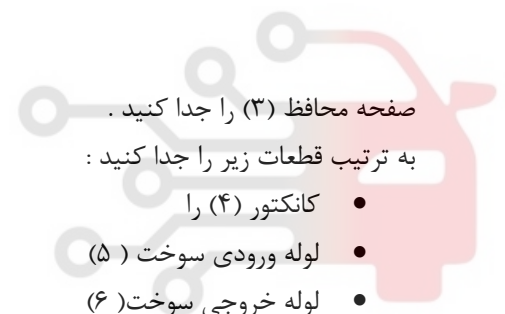 صفحه محافظ (۳) را جدا کنید .
به ترتیب قطعات زیر را جدا کنید :
• کانکتور (۴) را
• لوله ورودی سوخت ( ۵)
• لوله خروجی سوخت( ۶)